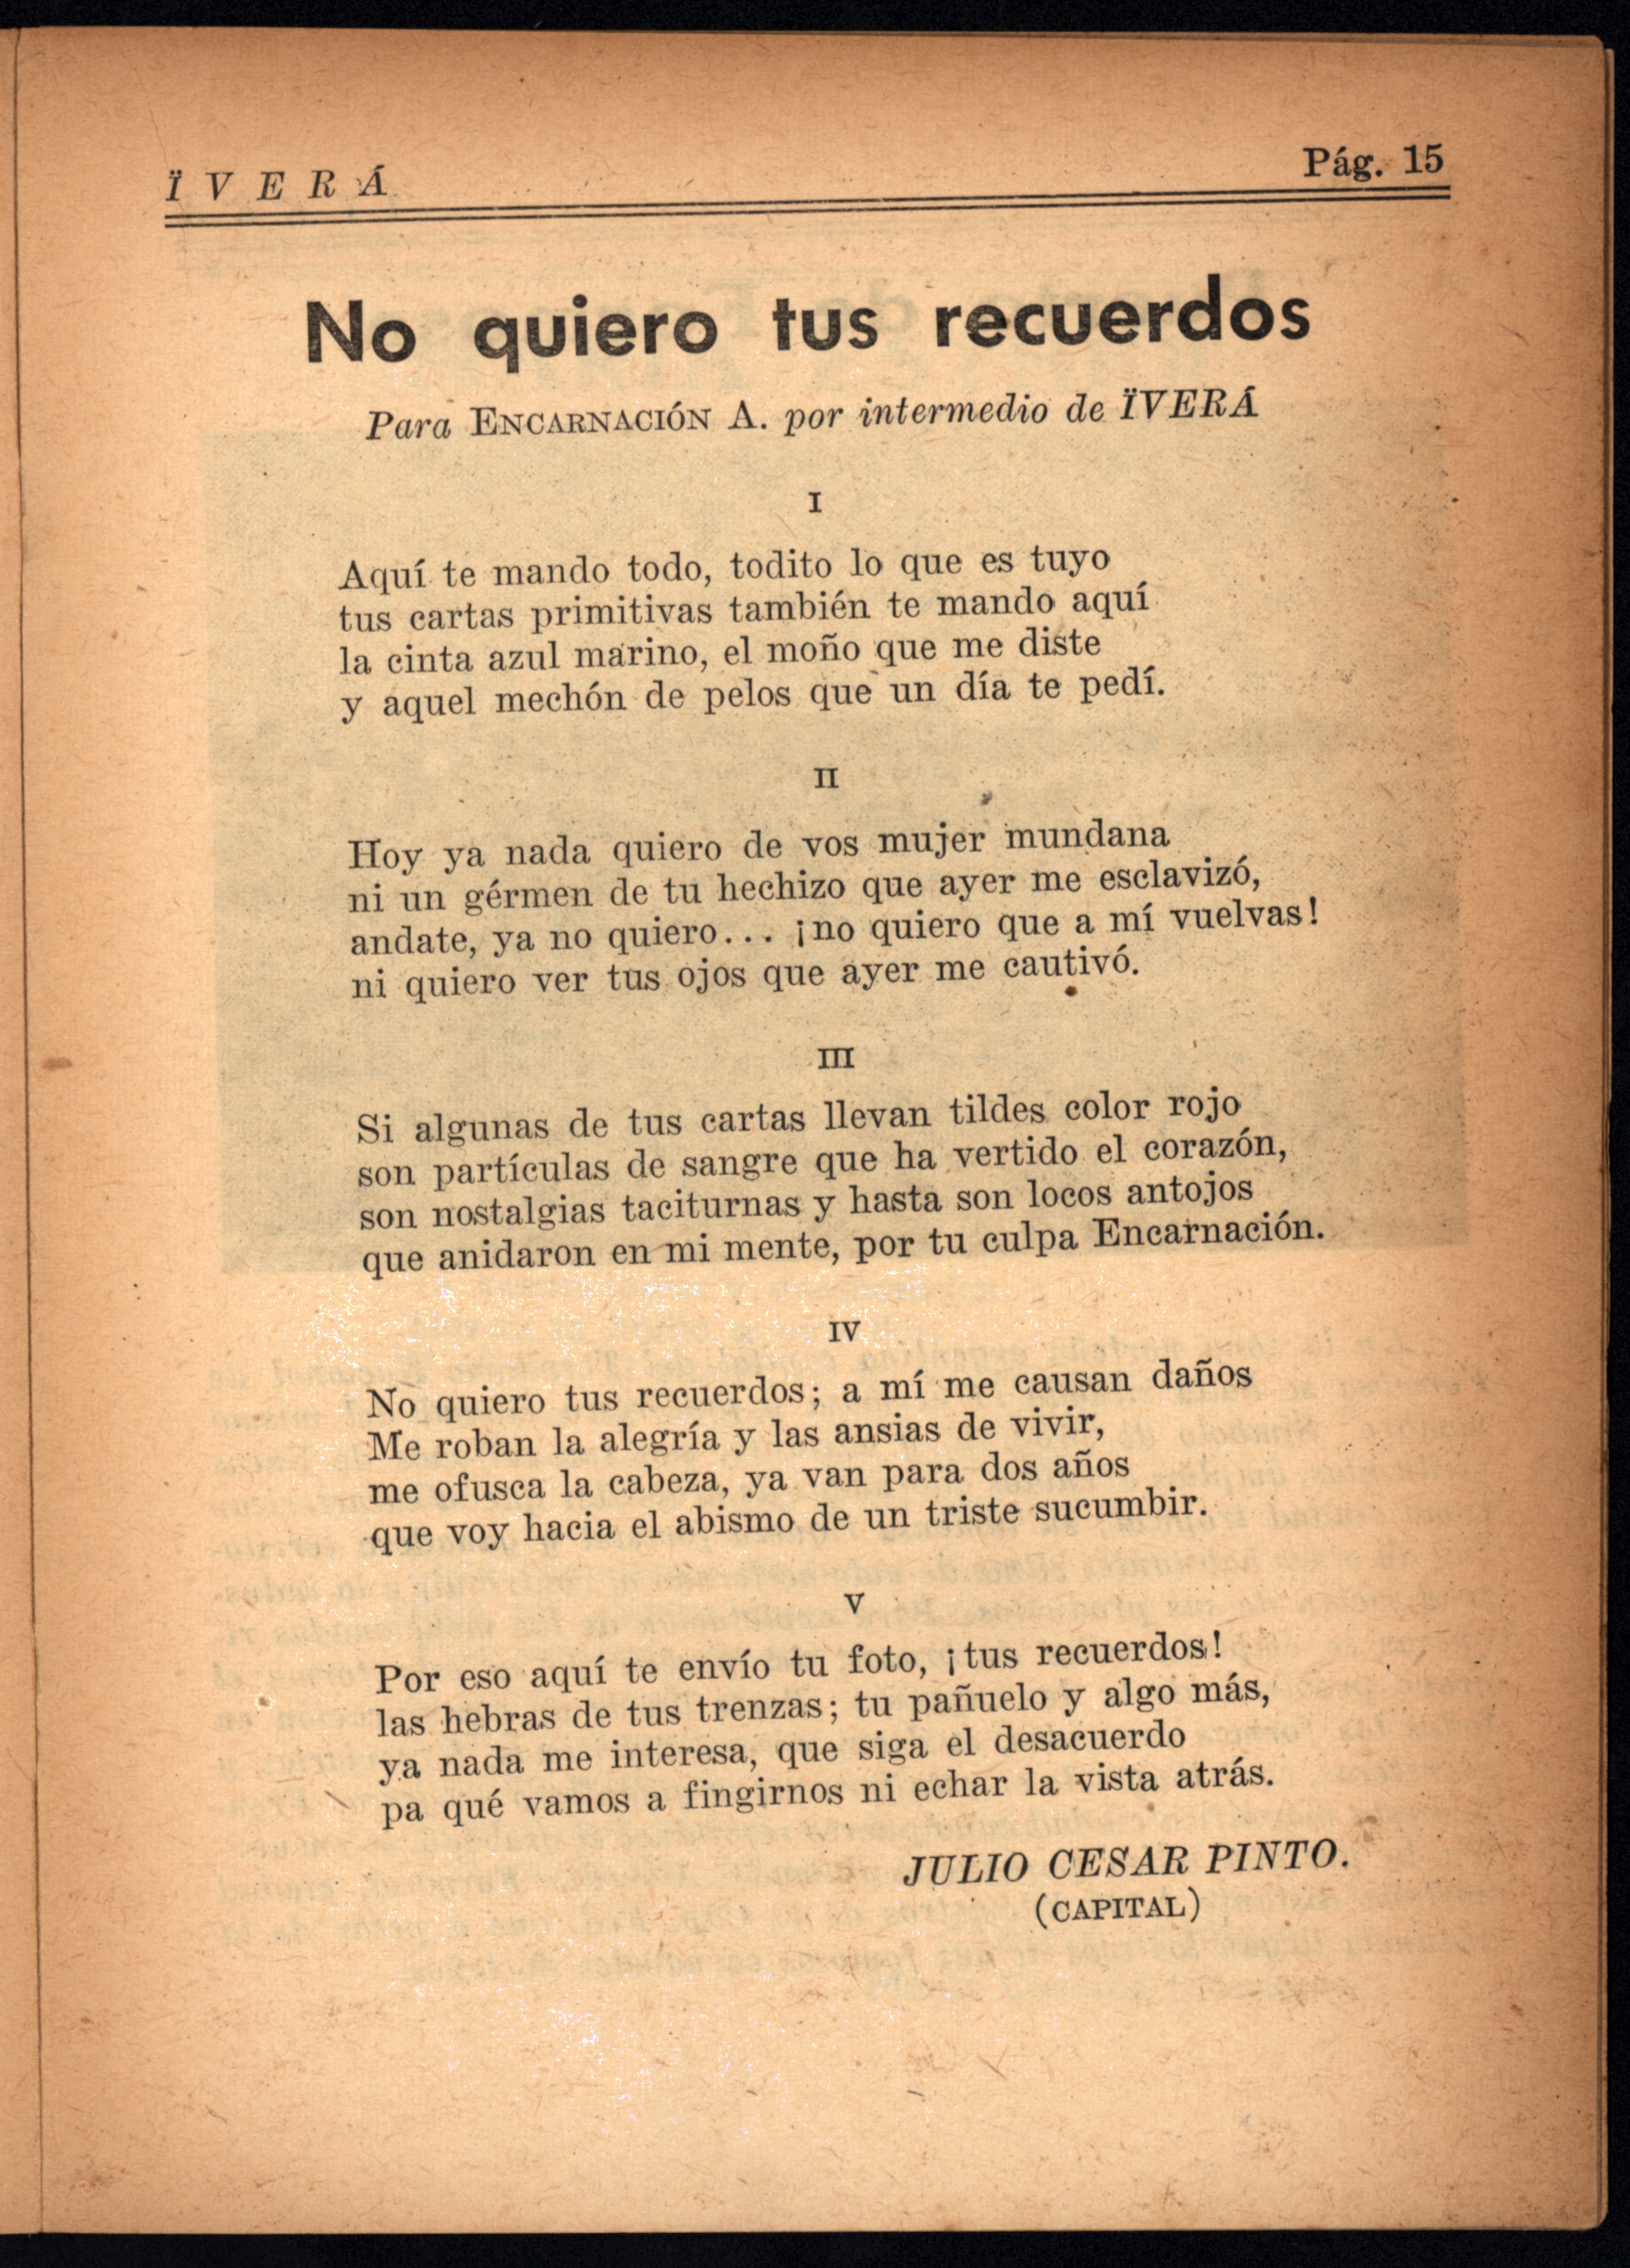 ÏVERÁ
Pág. 15
No quiero tus recuerdos
Para ENCARNACIÓN A. por intermedio de ÏVERÁ
I
Aquí te mando todo, todito lo que es tuyo
tus cartas primitivas también te mando aquí
la cinta azul marino, el moño que me diste
y aquel mechón de pelos que un día te pedí.
II
Hoy ya nada quiero de vos mujer mundana
ni un gérmen de tu hechizo que ayer me esclavizó,
andate, ya no quiero... ¡no quiero que a mí vuelvas!
ni quiero ver tus ojos que ayer me cautivó.
III
Si algunas de tus cartas llevan tildes color rojo
son partículas de sangre que ha vertido el corazón,
son nostalgias taciturnas y hasta son locos antojos
que anidaron en mi mente, por tu culpa Encarnación.
IV
No quiero tus recuerdos; a mí me causan daños
Me roban la alegría y las ansias de vivir,
me ofusca la cabeza, ya van para dos años
que voy hacia el abismo de un triste sucumbir.
V
Por eso aquí te envío tu foto, ¡tus recuerdos!
las hebras de tus trenzas; tu pañuelo y algo más,
ya nada me interesa, que siga el desacuerdo
pa qué vamos a fingirnos ni echar la vista atrás.
JULIO CESAR PINTO.
(CAPITAL)